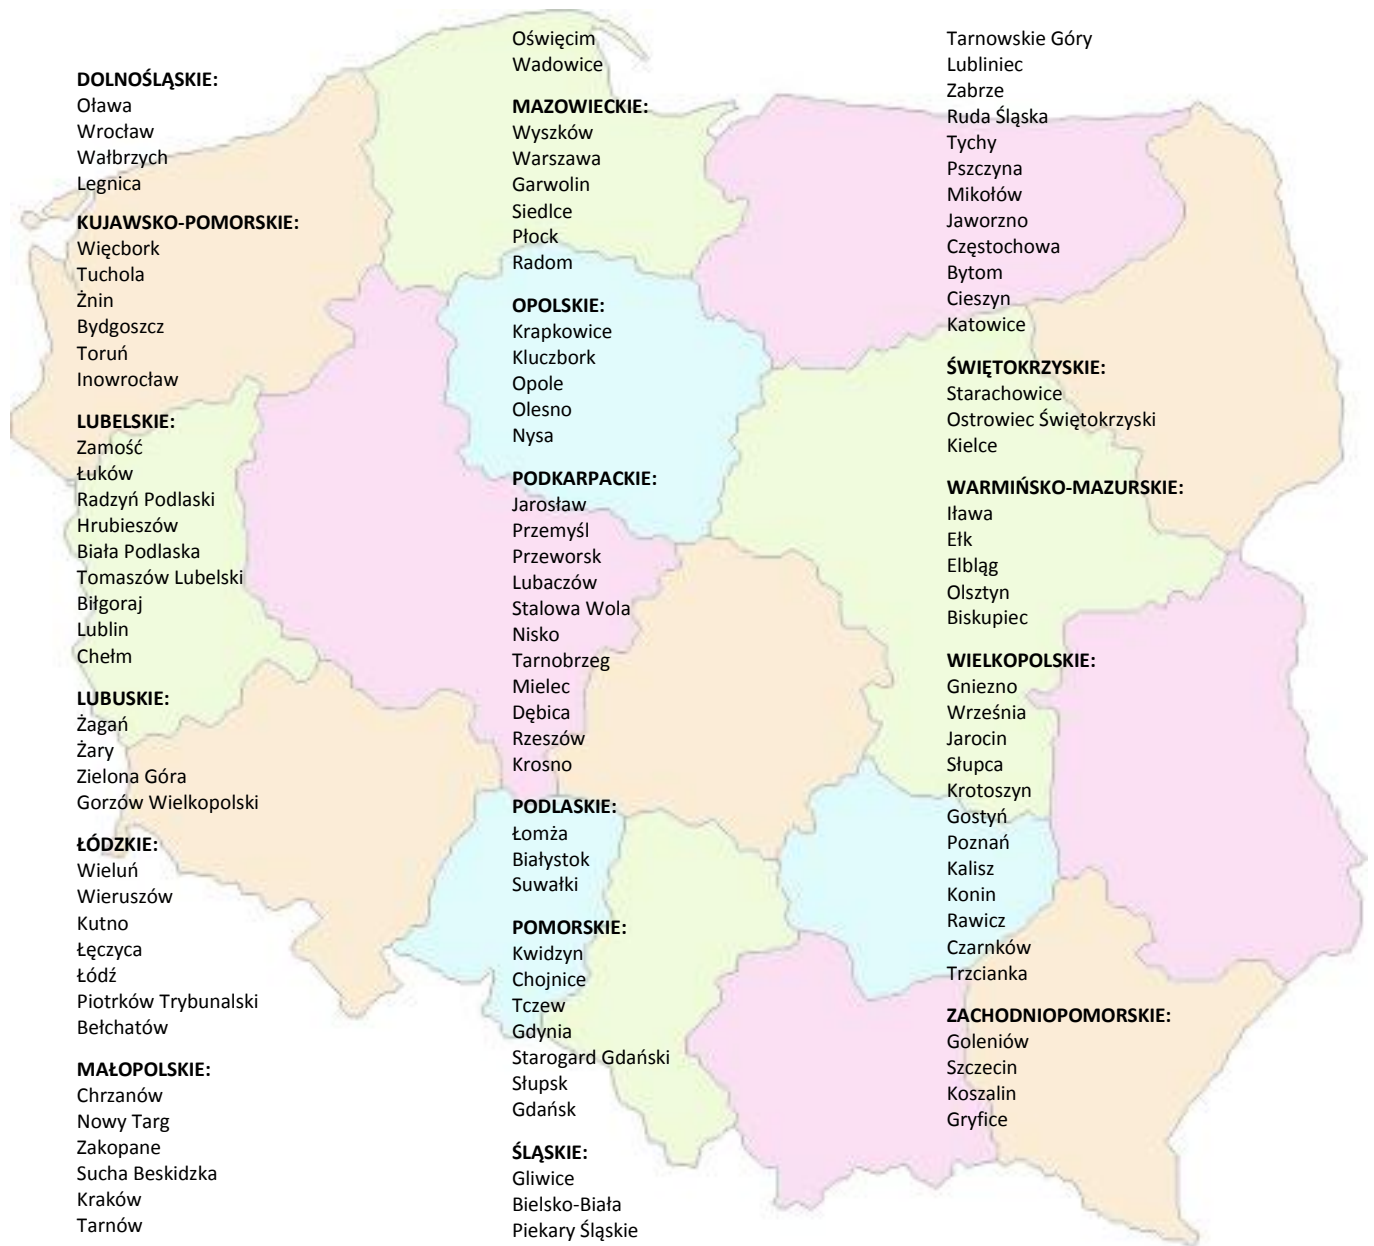 DOLNOŚLĄSKIE:
Oława
Wrocław
Wałbrzych
Legnica
KUJAWSKO-POMORSKIE:
Więcbork
Tuchola
Żnin
Bydgoszcz
Toruń
Inowrocław
LUBELSKIE:
Zamość
Łuków
Radzyń Podlaski
Hrubieszów
Biała Podlaska
Tomaszów Lubelski
Biłgoraj
Lublin
Chełm
LUBUSKIE:
Żagań
Żary
Zielona Góra
Gorzów Wielkopolski
ŁÓDZKIE:
Wieluń
Wieruszów
Kutno
Łęczyca
Łódź
Piotrków Trybunalski
Bełchatów
MAŁOPOLSKIE:
Chrzanów
Nowy Targ
Zakopane
Sucha Beskidzka
Kraków
Tarnów
Oświęcim
Wadowice
MAZOWIECKIE:
Wyszków
Warszawa
Garwolin
Siedlce
Płock
Radom
OPOLSKIE:
Krapkowice
Kluczbork
Opole
Olesno
Nysa
PODKARPACKIE:
Jarosław
Przemyśl
Przeworsk
Lubaczów
Stalowa Wola
Nisko
Tarnobrzeg
Mielec
Dębica
Rzeszów
Krosno
PODLASKIE:
Łomża
Białystok
Suwałki
POMORSKIE:
Kwidzyn
Chojnice
Tczew
Gdynia
Starogard Gdański
Słupsk
Gdańsk
ŚLĄSKIE:
Gliwice
Bielsko-Biała
Piekary Śląskie
Tarnowskie Góry
Lubliniec
Zabrze
Ruda Śląska
Tychy
Pszczyna
Mikołów
Jaworzno
Częstochowa
Bytom
Cieszyn
Katowice
ŚWIĘTOKRZYSKIE:
Starachowice
Ostrowiec Świętokrzyski
Kielce
WARMIŃSKO-MAZURSKIE:
Iława
Ełk
Elbląg
Olsztyn
Biskupiec
WIELKOPOLSKIE:
Gniezno
Września
Jarocin
Słupca
Krotoszyn
Gostyń
Poznań
Kalisz
Konin
Rawicz
Czarnków
Trzcianka
ZACHODNIOPOMORSKIE:
Goleniów
Szczecin
Koszalin
Gryfice